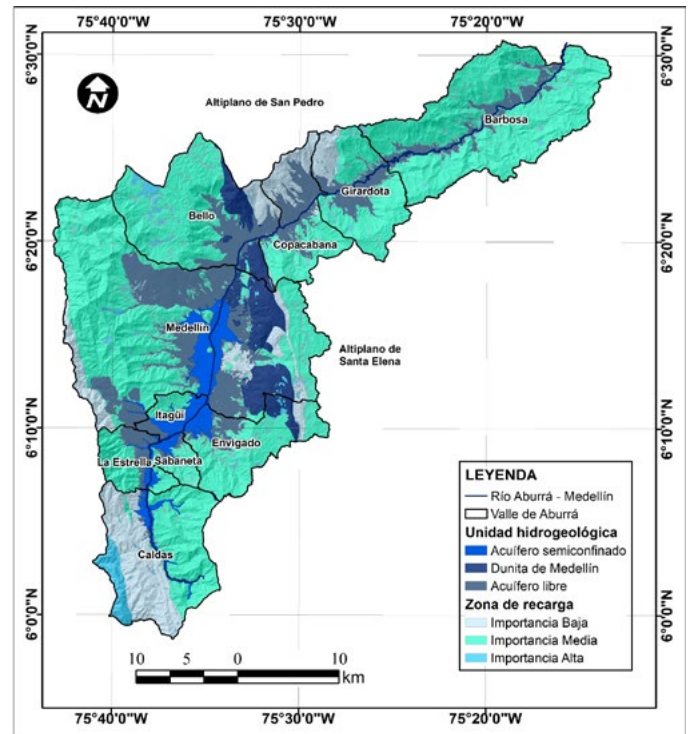 75°40'0"W 75°30'0"W 75°20'0"W
6°30'0"N 6°30'0"N
N
Altiplano de San Pedro
Barbosa
Girardota
Bello
Copacabana
6°20'0"N 6°20'0"N
Medellín
Altiplano de
Santa Elena
Itagüí
6°10'0"N 6°10'0"N
Envigado
La Estrella Sabaneta
Caldas
6°0'0"N 6°0'0"N
LEYENDA
Río Aburrá - Medellín
Valle de Aburrá
Unidad hidrogeológica
Acuífero semiconfinado
Dunita de Medellín
Acuífero libre
Zona de recarga
Importancia Baja
Importancia Media
Importancia Alta
10 5 0 10
km
75°40'0"W 75°30'0"W 75°20'0"W